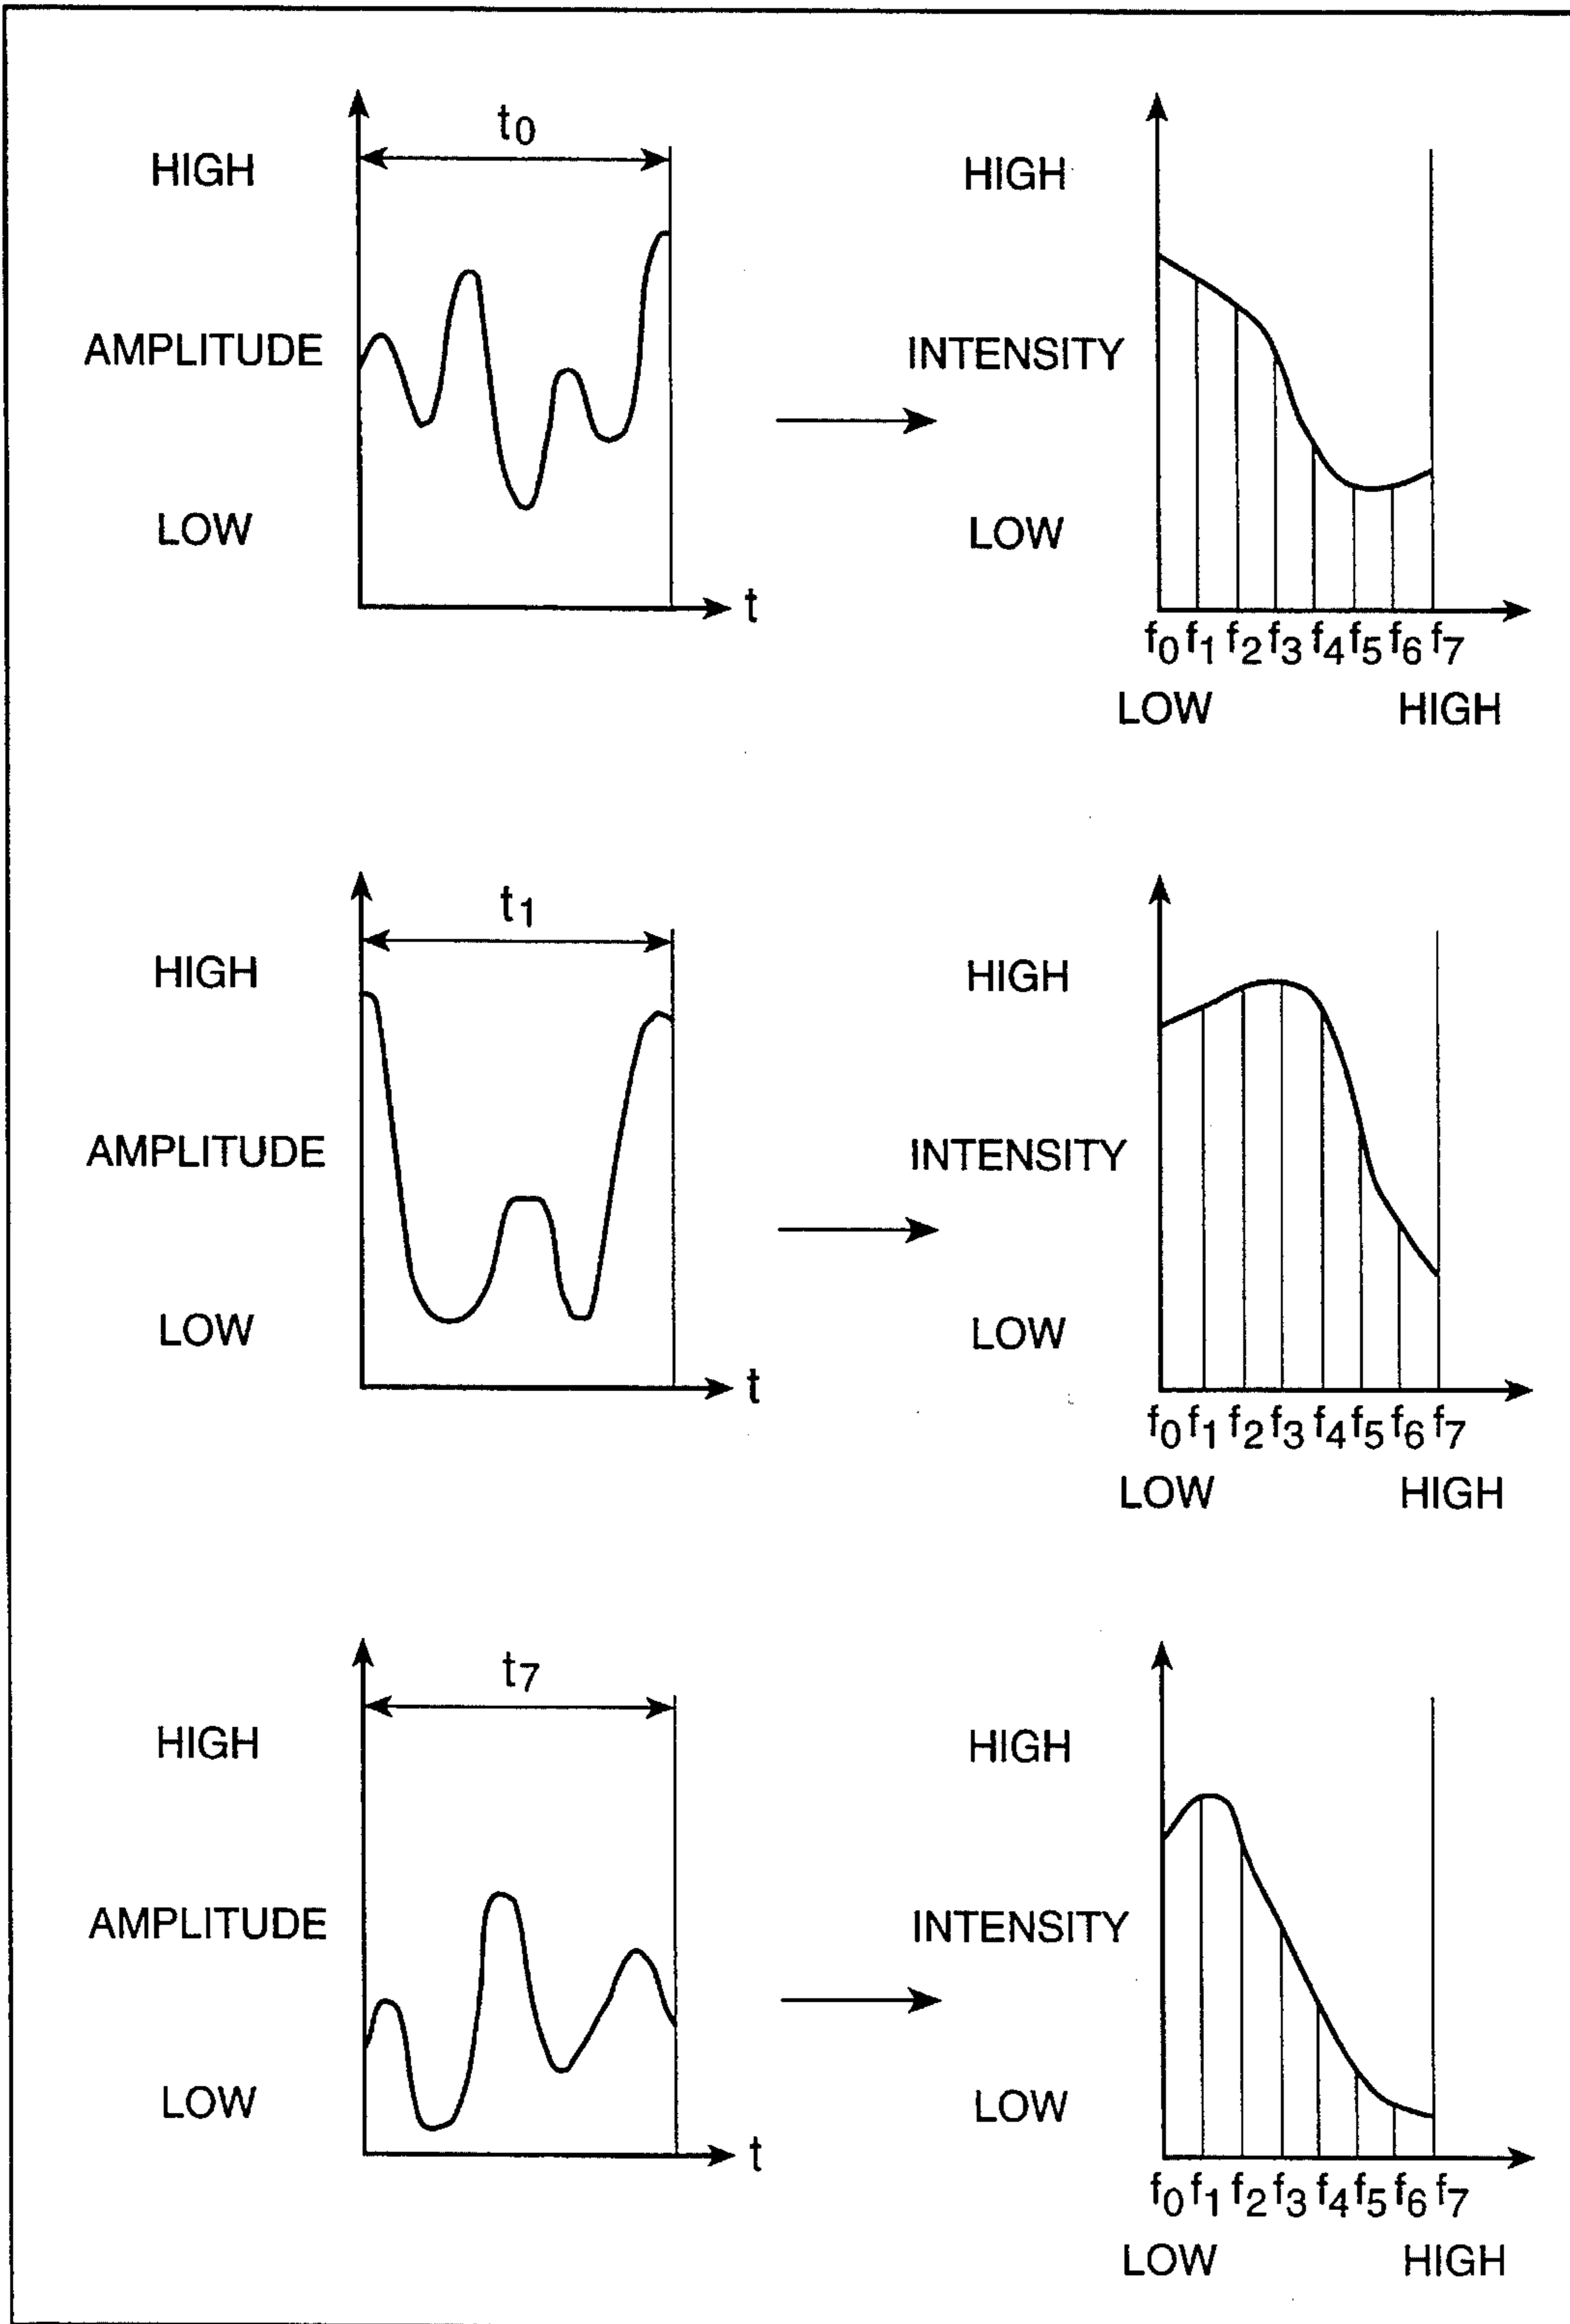 t0
HIGH
AMPLITUDE
LOW
t
HIGH
INTENSITY
LOW
f0 f1 f2 f3 f4 f5 f6 f7
LOW HIGH
t1
HIGH
AMPLITUDE
LOW
t
HIGH
INTENSITY
LOW
f0 f1 f2 f3 f4 f5 f6 f7
LOW HIGH
t7
HIGH
AMPLITUDE
LOW
t
HIGH
INTENSITY
LOW
f0 f1 f2 f3 f4 f5 f6 f7
LOW HIGH